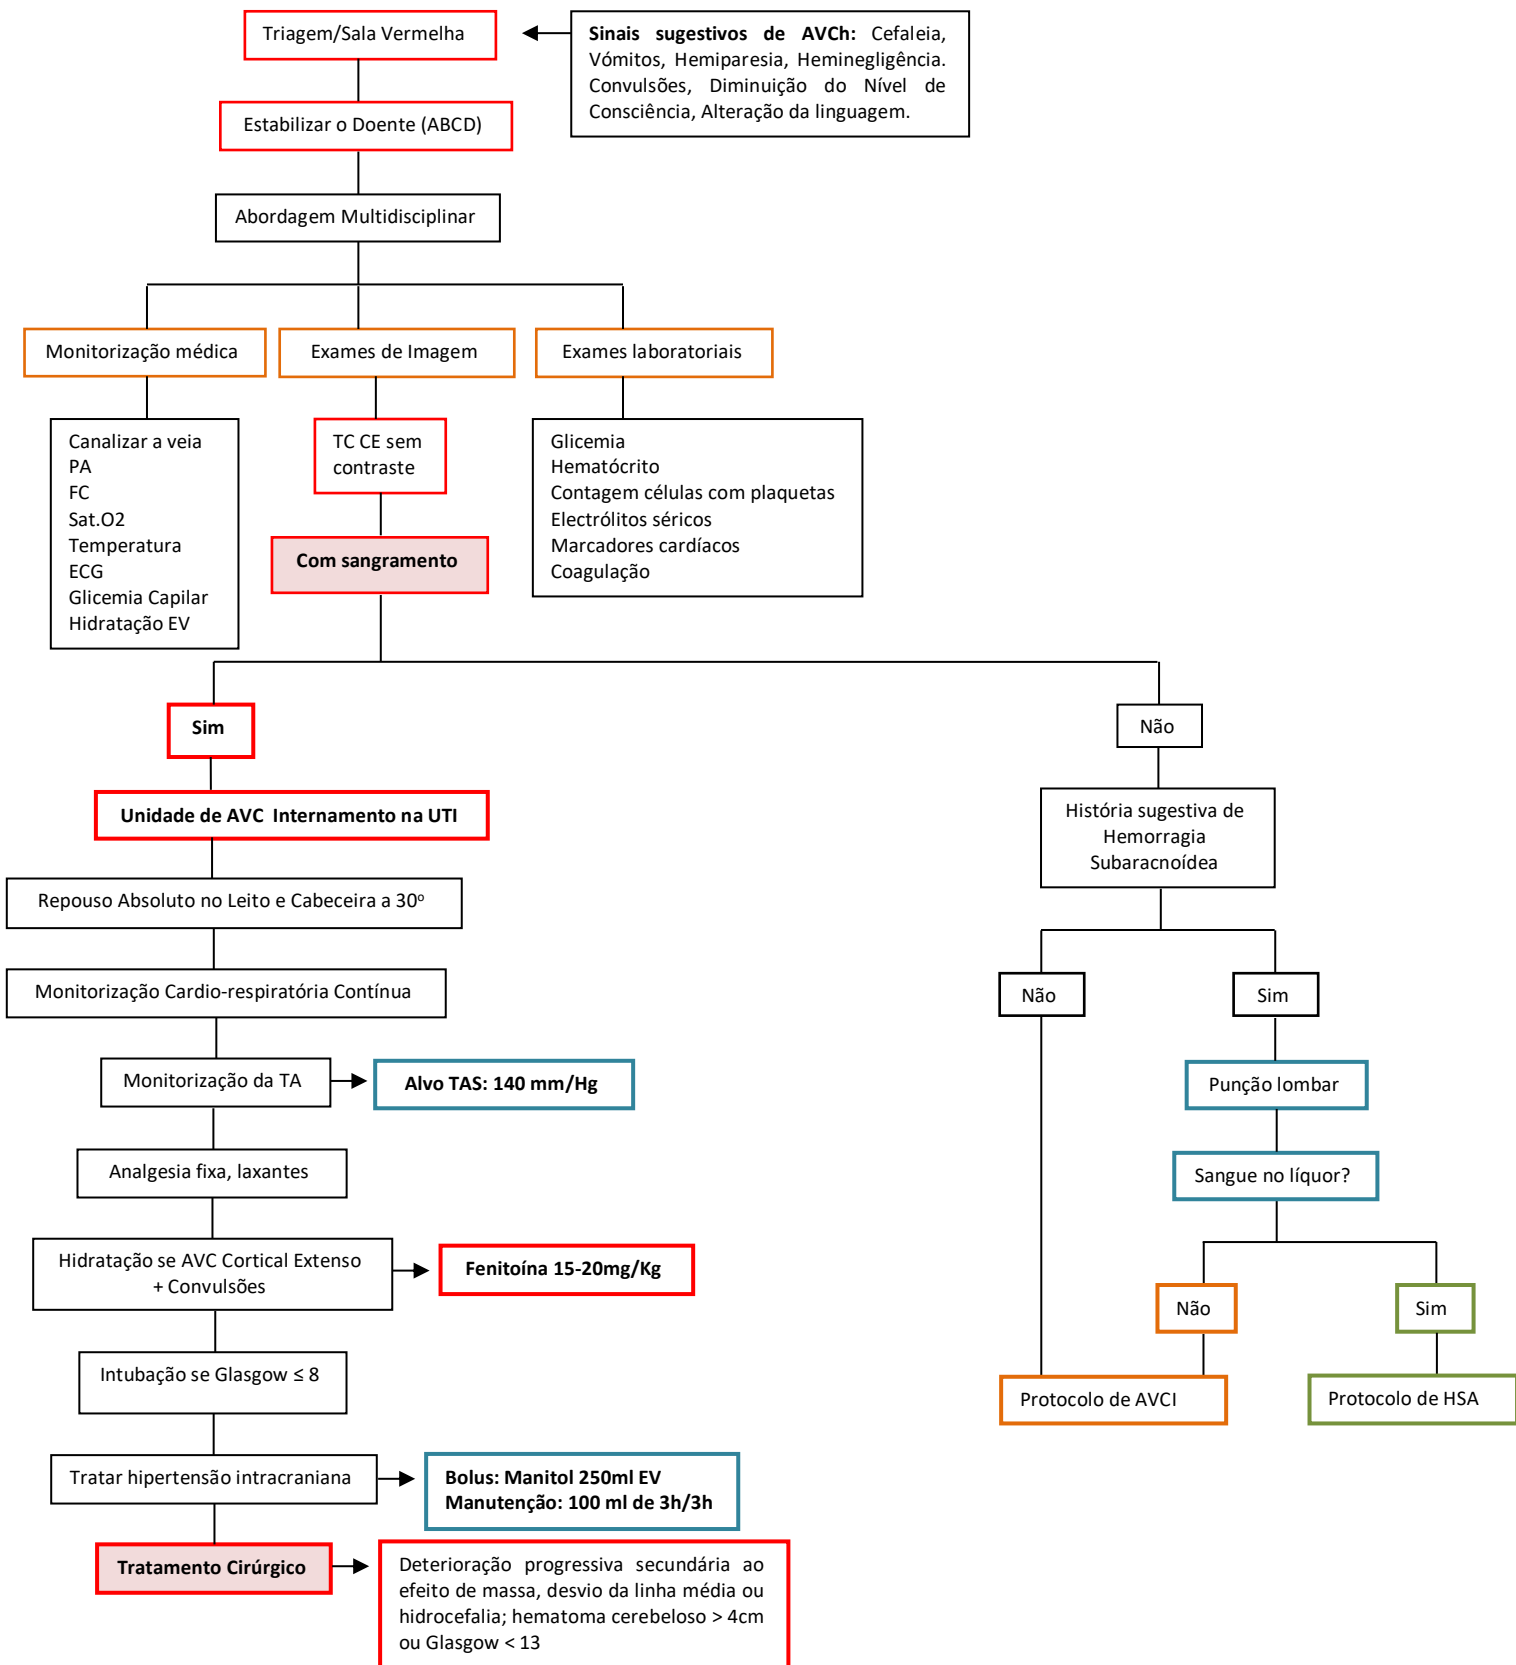 Triagem/Sala Vermelha
Sinais sugestivos de AVCh: Cefaleia,
Vómitos, Hemiparesia, Heminegligência.
Convulsões, Diminuição do Nível de
Consciência, Alteração da linguagem.
Estabilizar o Doente (ABCD)
Abordagem Multidisciplinar
Monitorização médica
Exames de Imagem
Exames laboratoriais
Canalizar a veia
PA
FC
Sat.O2
Temperatura
ECG
Glicemia Capilar
Hidratação EV
TC CE sem
contraste
Glicemia
Hematócrito
Contagem células com plaquetas
Electrólitos séricos
Marcadores cardíacos
Coagulação
Com sangramento
Sim
Não
Unidade de AVC  Internamento na UTI
História sugestiva de
Hemorragia
Subaracnoídea
Repouso Absoluto no Leito e Cabeceira a 30º
Monitorização Cardio-respiratória Contínua
Não
Sim
Monitorização da TA
Alvo TAS: 140 mm/Hg
Punção lombar
Analgesia fixa, laxantes
Sangue no líquor?
Hidratação se AVC Cortical Extenso
+ Convulsões
Fenitoína 15-20mg/Kg
Não
Sim
Intubação se Glasgow ≤ 8
Protocolo de AVCI
Protocolo de HSA
Tratar hipertensão intracraniana
Bolus: Manitol 250ml EV
Manutenção: 100 ml de 3h/3h
Tratamento Cirúrgico
Deterioração progressiva secundária ao
efeito de massa, desvio da linha média ou
hidrocefalia; hematoma cerebeloso > 4cm
ou Glasgow < 13